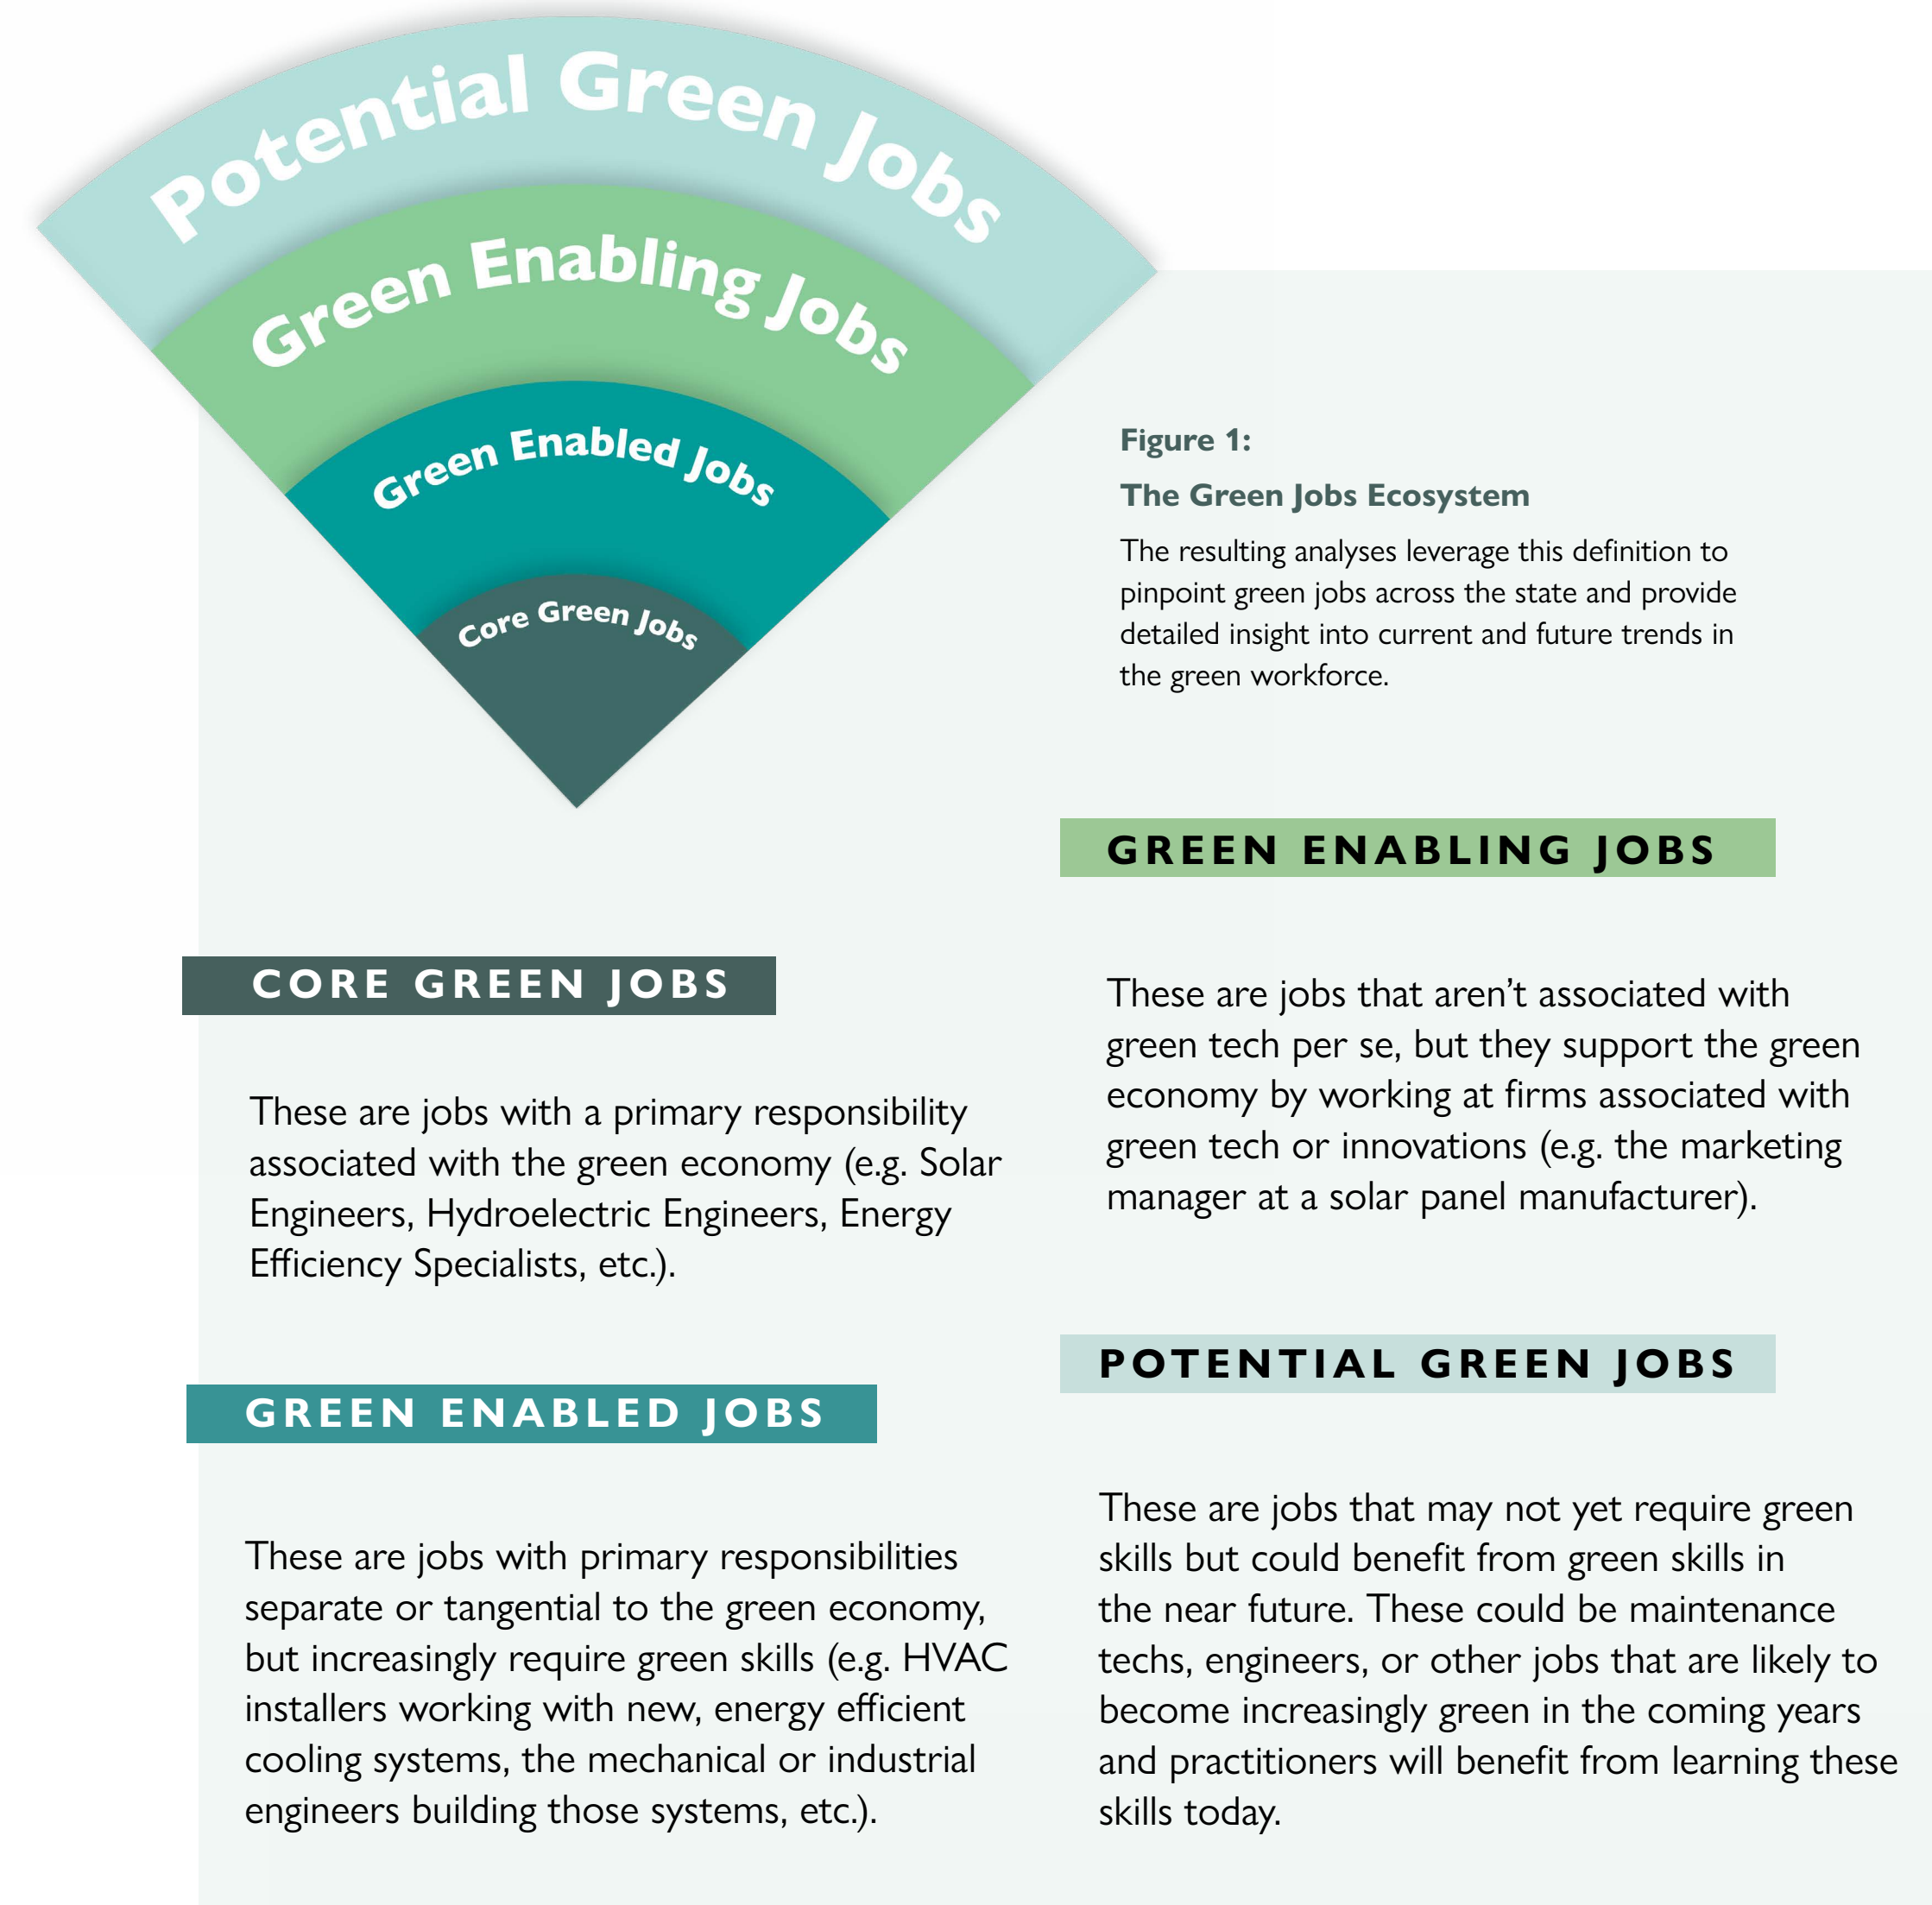 Potential Green Jobs
Green Enabling Jobs
Green Enabled Jobs
Core Green Jobs
Figure 1:
The Green Jobs Ecosystem
The resulting analyses leverage this definition to
pinpoint green jobs across the state and provide
detailed insight into current and future trends in
the green workforce.
CORE GREEN JOBS
These are jobs with a primary responsibility
associated with the green economy (e.g. Solar
Engineers, Hydroelectric Engineers, Energy
Efficiency Specialists, etc.).
GREEN ENABLED JOBS
These are jobs with primary responsibilities
separate or tangential to the green economy,
but increasingly require green skills (e.g. HVAC
installers working with new, energy efficient
cooling systems, the mechanical or industrial
engineers building those systems, etc.).
GREEN ENABLING JOBS
These are jobs that aren’t associated with
green tech per se, but they support the green
economy by working at firms associated with
green tech or innovations (e.g. the marketing
manager at a solar panel manufacturer).
POTENTIAL GREEN JOBS
These are jobs that may not yet require green
skills but could benefit from green skills in
the near future. These could be maintenance
techs, engineers, or other jobs that are likely to
become increasingly green in the coming years
and practitioners will benefit from learning these
skills today.